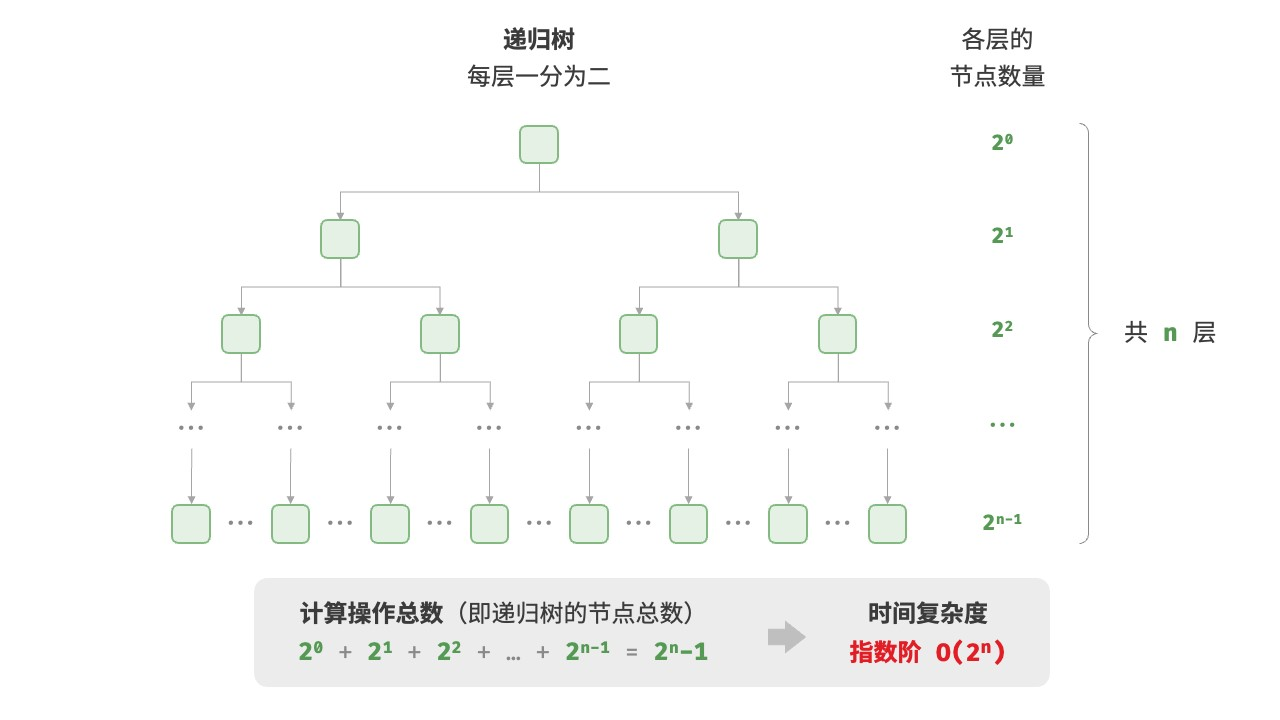 递归树
每层一分为二
各层的
节点数量
2⁰
2¹
2²
...
2ⁿ⁻¹
共 n 层
... ... ... ... ... ... ... ...
... ... ... ... ... ... ...
计算操作总数（即递归树的节点总数）
2⁰ + 2¹ + 2² + … + 2ⁿ⁻¹ = 2ⁿ-1
时间复杂度
指数阶 O(2ⁿ)